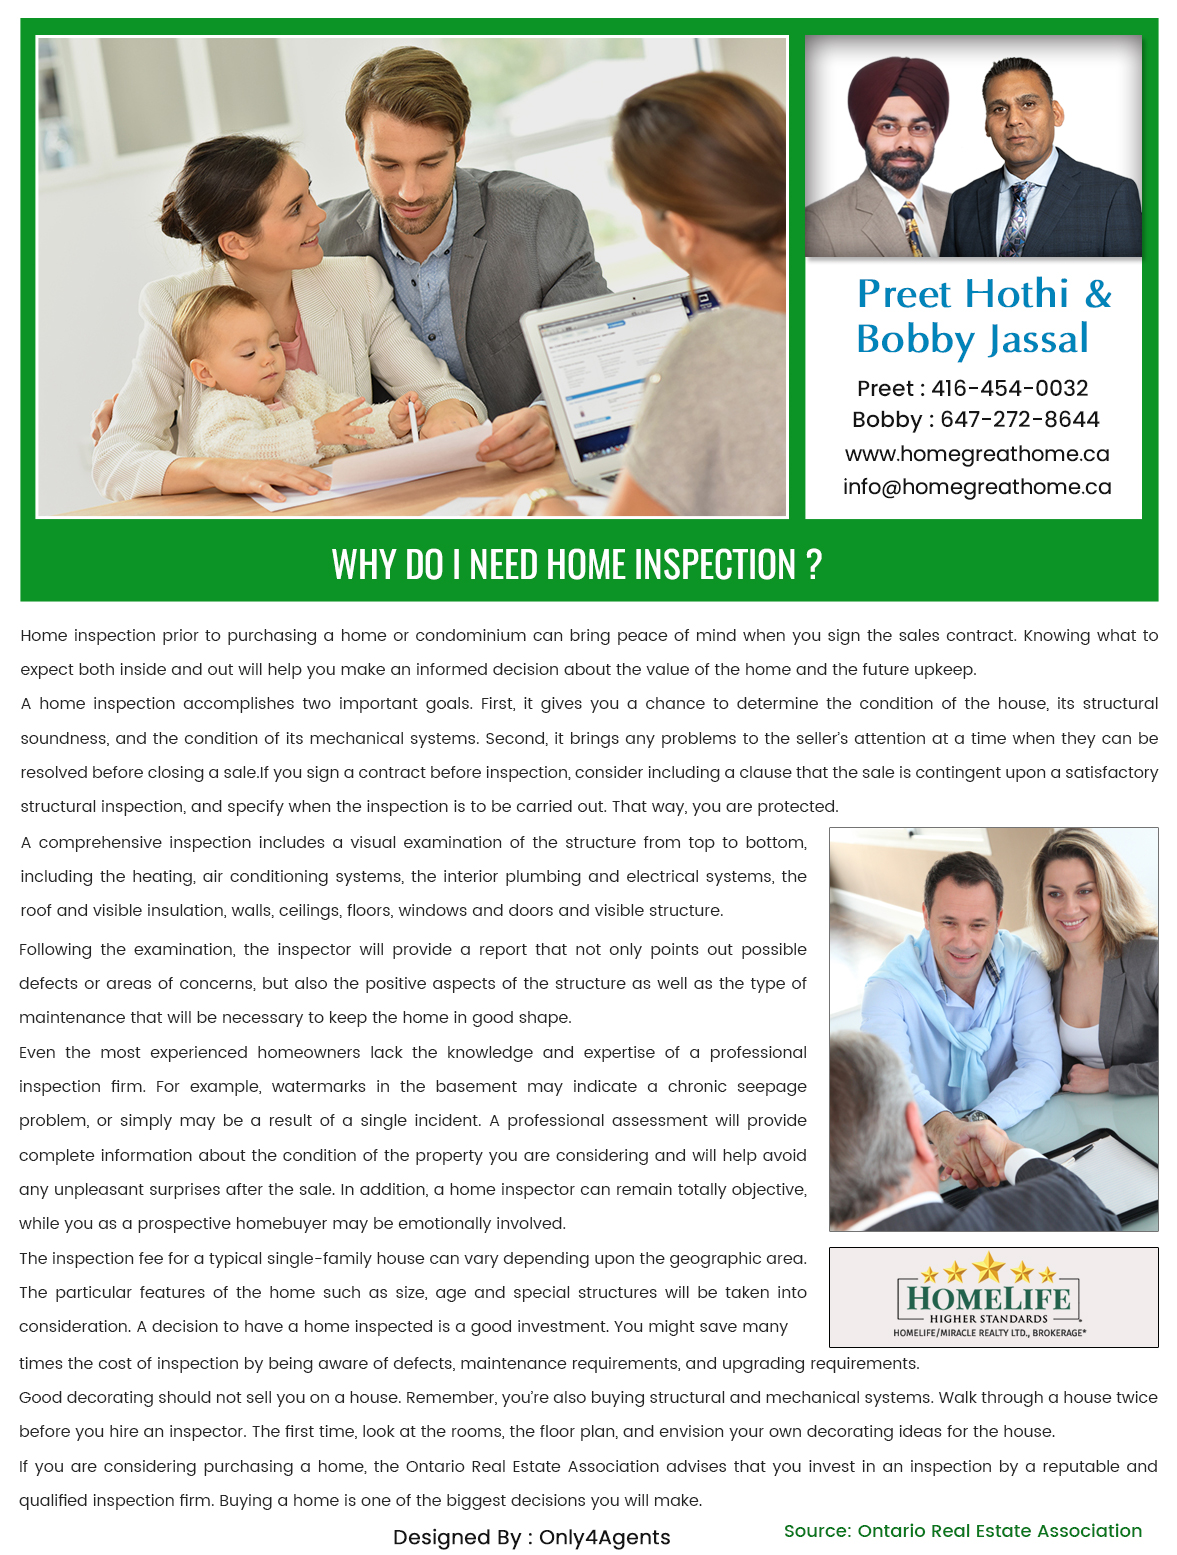 Preet Hothi &
Bobby Jassal
Preet : 416-454-0032
Bobby : 647-272-8644
www.homegreathome.ca
info@homegreathome.ca
WHY DO I NEED HOME INSPECTION ?
Home inspection prior to purchasing a home or condominium can bring peace of mind when you sign the sales contract. Knowing what to
expect both inside and out will help you make an informed decision about the value of the home and the future upkeep.
A home inspection accomplishes two important goals. First, it gives you a chance to determine the condition of the house, its structural
soundness, and the condition of its mechanical systems. Second, it brings any problems to the seller's attention at a time when they can be
resolved before closing a sale.If you sign a contract before inspection, consider including a clause that the sale is contingent upon a satisfactory
structural inspection, and specify when the inspection is to be carried out. That way, you are protected.
A comprehensive inspection includes a visual examination of the structure from top to bottom,
including the heating, air conditioning systems, the interior plumbing and electrical systems, the
roof and visible insulation, walls, ceilings, floors, windows and doors and visible structure.
Following the examination, the inspector will provide a report that not only points out possible
defects or areas of concerns, but also the positive aspects of the structure as well as the type of
maintenance that will be necessary to keep the home in good shape.
Even the most experienced homeowners lack the knowledge and expertise of a professional
inspection firm. For example, watermarks in the basement may indicate a chronic seepage
problem, or simply may be a result of a single incident. A professional assessment will provide
complete information about the condition of the property you are considering and will help avoid
any unpleasant surprises after the sale. In addition, a home inspector can remain totally objective,
while you as a prospective homebuyer may be emotionally involved.
The inspection fee for a typical single-family house can vary depending upon the geographic area.
The particular features of the home such as size, age and special structures will be taken into
consideration. A decision to have a home inspected is a good investment. You might save many
times the cost of inspection by being aware of defects, maintenance requirements, and upgrading requirements.
HOMELIFE
HIGHER STANDARDS
HOMELIFE/MIRACLE REALTY LTD., BROKERAGE*
Good decorating should not sell you on a house. Remember, you're also buying structural and mechanical systems. Walk through a house twice
before you hire an inspector. The first time, look at the rooms, the floor plan, and envision your own decorating ideas for the house.
If you are considering purchasing a home, the Ontario Real Estate Association advises that you invest in an inspection by a reputable and
qualified inspection firm. Buying a home is one of the biggest decisions you will make.
Designed By : Only4Agents
Source: Ontario Real Estate Association